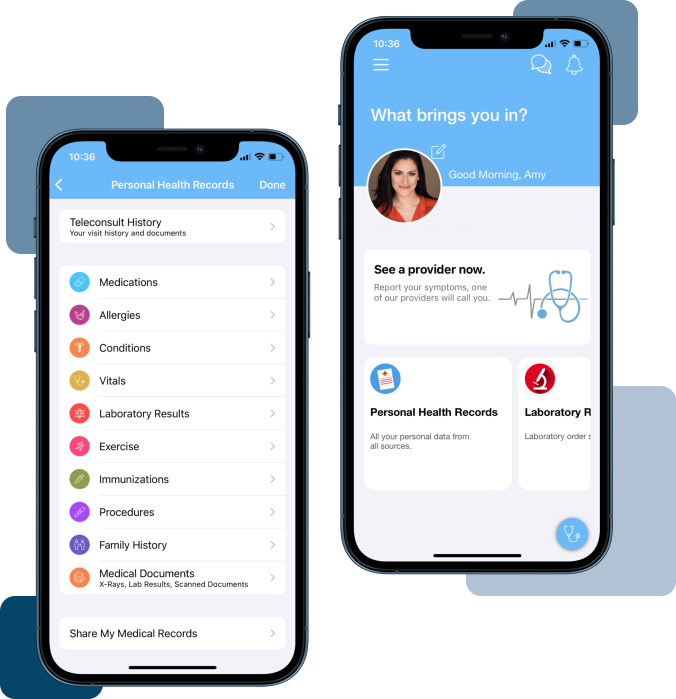 10:36
Personal Health Records
Done
Teleconsult History
Your visit history and documents
Medications
Allergies
Conditions
Vitals
Laboratory Results
Exercise
Immunizations
Procedures
Family History
Medical Documents
X-Rays, Lab Results, Scanned Documents
Share My Medical Records
10:36
What brings you in?
Good Morning, Amy
See a provider now.
Report your symptoms, one
of our providers will call you.
Personal Health Records
All your personal data from
all sources.
Laboratory R
Laboratory order s